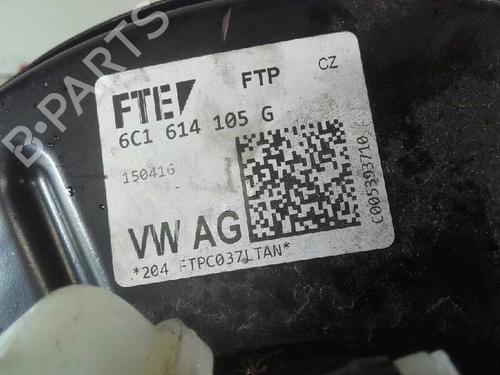 B-PARTS
FTE FTP CZ
6C1 614 105 G
150416
C005393710
VW AG
*204 FTPC037LTAN*